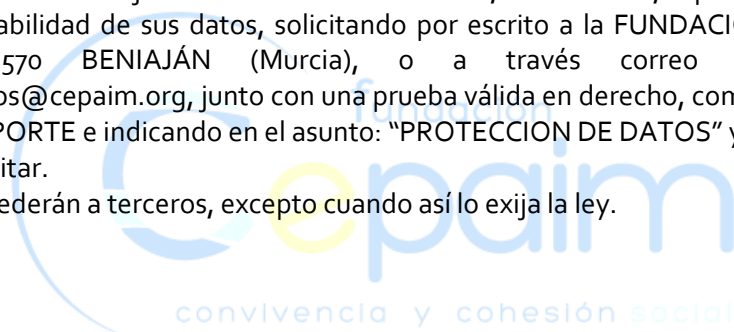 abilidad de sus datos, solicitando por escrito a la FUNDACI
570 BENIAJÁN (Murcia), o a través correo
os@cepaim.org, junto con una prueba válida en derecho, com
PORTE e indicando en el asunto: “PROTECCION DE DATOS” y
itar.
ederán a terceros, excepto cuando así lo exija la ley.
fundación
cepaim
convivencia y cohesión social